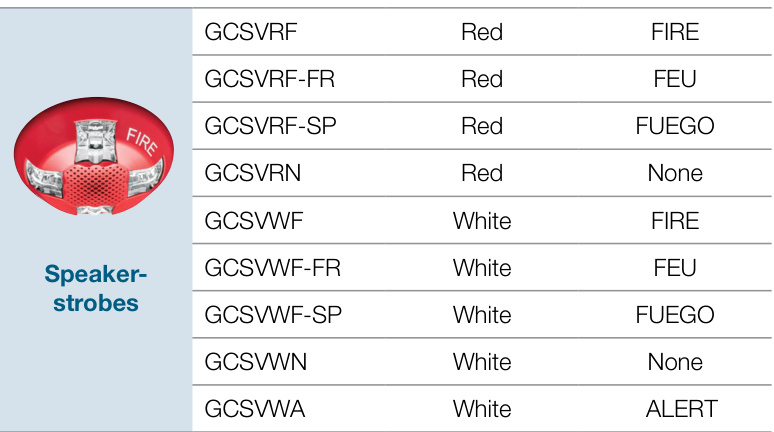 GCSVRF Red FIRE
GCSVRF-FR Red FEU
GCSVRF-SP Red FUEGO
GCSVRN Red None
GCSVWF White FIRE
GCSVWF-FR White FEU
GCSVWF-SP White FUEGO
GCSVWN White None
GCSVWA White ALERT
FIRE
Speaker-
strobes